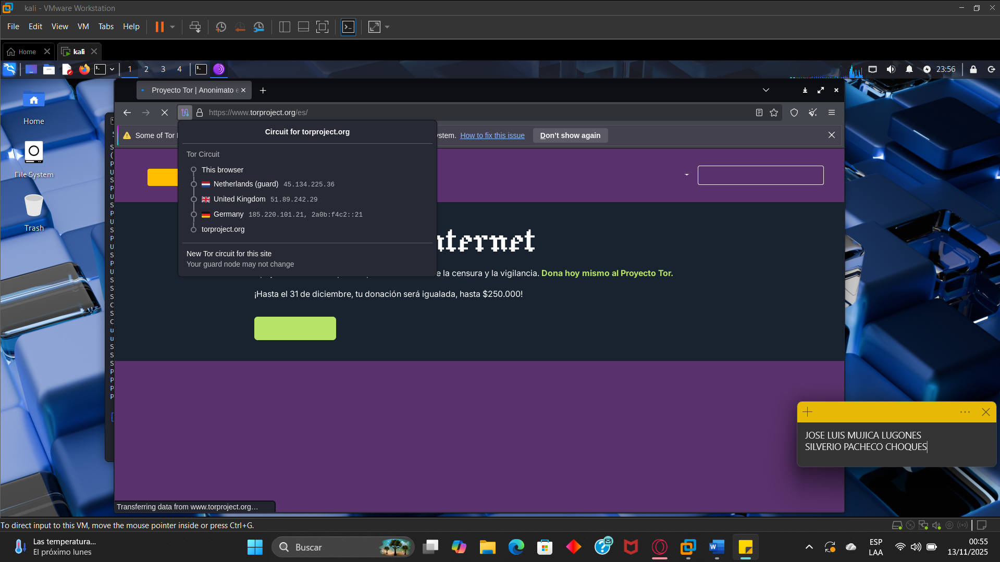 kali - VMware Workstation
File Edit View VM Tabs Help
Home
kali
1 2 3 4
23:56
Proyecto Tor | Anonimato e
https://www.torproject.org/es/
Some of Tor
stem. How to fix this issue Don't show again
Circuit for torproject.org
Tor Circuit
This browser
Netherlands (guard) 45.134.225.36
United Kingdom 51.89.242.29
Germany 185.220.101.21, 2a0b:f4c2::21
torproject.org
New Tor circuit for this site
Your guard node may not change
Home
File System
Trash
nternet
e la censura y la vigilancia. Dona hoy mismo al Proyecto Tor.
¡Hasta el 31 de diciembre, tu donación será igualada, hasta $250.000!
JOSE LUIS MUJICA LUGONES
SILVERIO PACHECO CHOQUES
Transferring data from www.torproject.org…
To direct input to this VM, move the mouse pointer inside or press Ctrl+G.
Las temperatura...
El próximo lunes
Buscar
ESP
LAA
00:55
13/11/2025